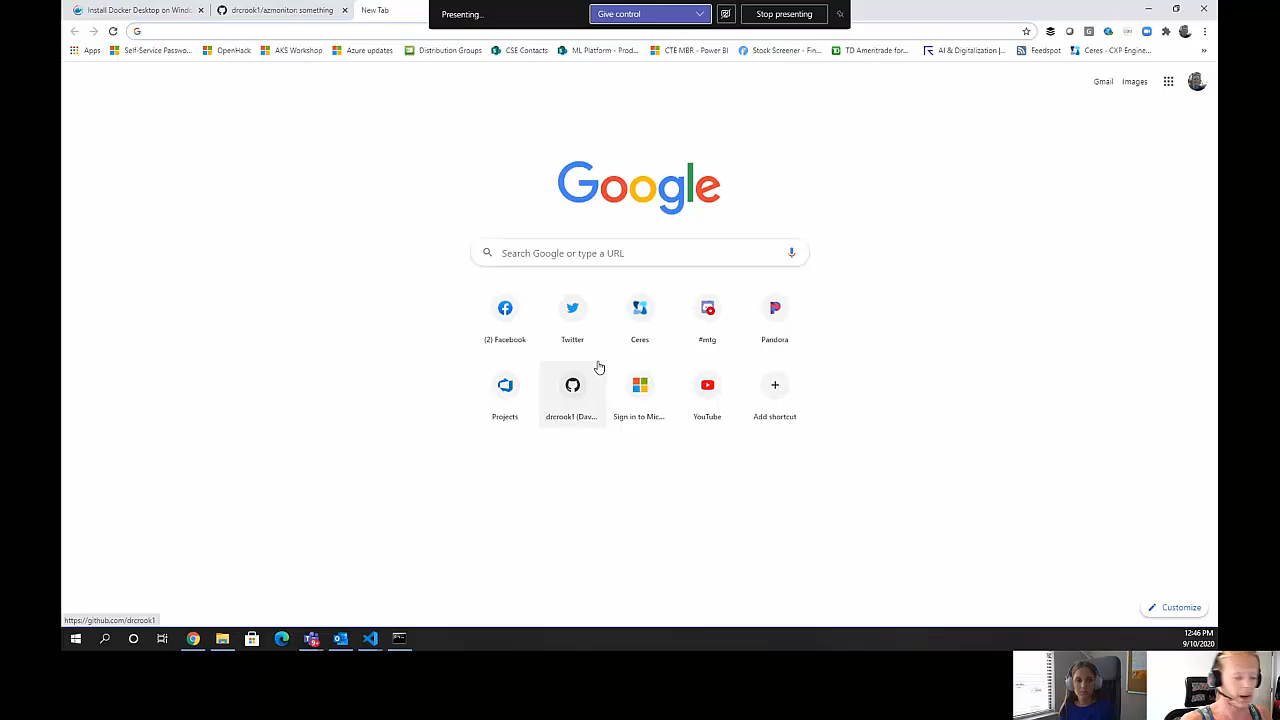 Install Docker Desktop on Windo
drcrook1/azmonitor: something
New Tab
Presenting...
Give control
Stop presenting
Apps
Self-Service Passwo...
OpenHack
AKS Workshop
Azure updates
Distribution Groups
CSE Contacts
ML Platform - Prod...
CTE MBR - Power BI
Stock Screener - Fin...
TD Ameritrade for...
AI & Digitalization |...
Feedspot
Ceres - CXP Engine...
»
Gmail
Images
Google
Search Google or type a URL
(2) Facebook
Twitter
Ceres
#mtg
Pandora
Projects
drcrook1 (Dav...
Sign in to Mic...
YouTube
Add shortcut
Customize
https://github.com/drcrook1
12:46 PM
9/10/2020